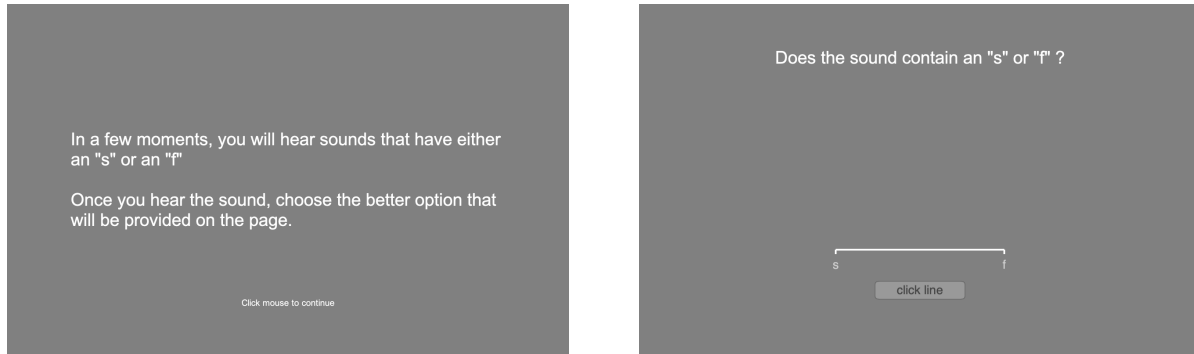 In a few moments, you will hear sounds that have either
an "s" or an "f"
Once you hear the sound, choose the better option that
will be provided on the page.
Click mouse to continue
Does the sound contain an "s" or "f" ?
s
f
click line